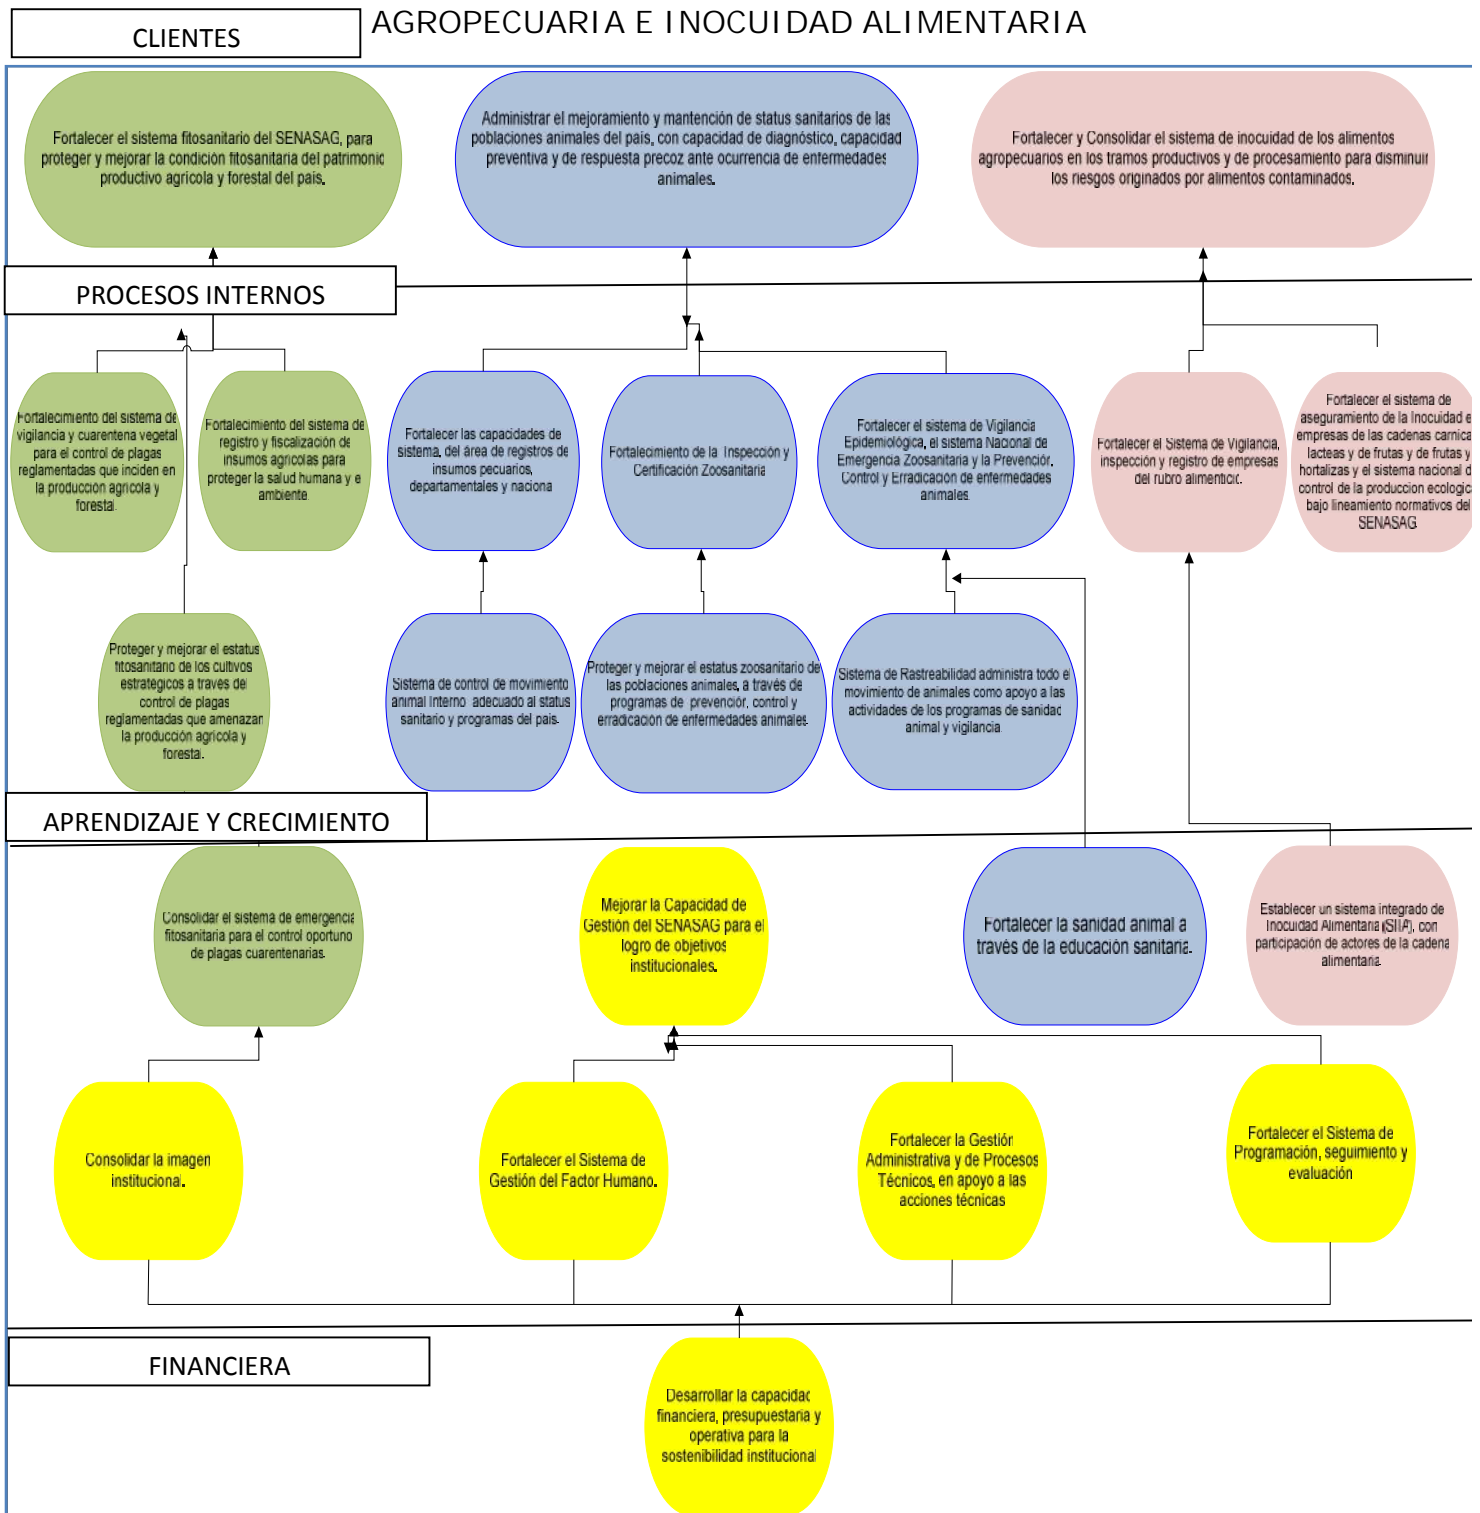 AGROPECUARIA E INOCUIDAD ALIMENTARIA
CLIENTES
Fortalecer el sistema fitosanitario del SENASAG, para
proteger y mejorar la condición fitosanitaria del patrimonio
productivo agrícola y forestal del país.
Administrar el mejoramiento y mantención de status sanitarios de las
poblaciones animales del país, con capacidad de diagnóstico, capacidad
preventiva y de respuesta precoz ante ocurrencia de enfermedades
animales.
Fortalecer y Consolidar el sistema de inocuidad de los alimentos
agropecuarios en los tramos productivos y de procesamiento para disminuir
los riesgos originados por alimentos contaminados.
PROCESOS INTERNOS
Fortalecimiento del sistema de
vigilancia y cuarentena vegetal
para el control de plagas
reglamentadas que inciden en
la producción agrícola y
forestal.
Fortalecimiento del sistema de
registro y fiscalización de
insumos agrícolas para
proteger la salud humana y e
ambiente.
Fortalecer las capacidades de
sistema, del área de registros de
insumos pecuarios,
departamentales y naciona
Fortalecimiento de la Inspección y
Certificación Zoosanitaria
Fortalecer el sistema de Vigilancia
Epidemiológica, el sistema Nacional de
Emergencia Zoosanitaria y la Prevención,
Control y Erradicación de enfermedades
animales.
Fortalecer el Sistema de Vigilancia,
inspección y registro de empresas
del rubro alimenticio.
Fortalecer el sistema de
aseguramiento de la Inocuidad e
empresas de las cadenas carnica
lacteas y de frutas y de frutas y
hortalizas y el sistema nacional d
control de la produccion ecologica
bajo lineamiento normativos del
SENASAG
Proteger y mejorar el estatus
fitosanitario de los cultivos
estratégicos a través del
control de plagas
reglamentadas que amenazan
la producción agrícola y
forestal.
Sistema de control de movimiento
animal Interno adecuado al status
sanitario y programas del país.
Proteger y mejorar el estatus zoosanitario de
las poblaciones animales, a través de
programas de prevención, control y
erradicación de enfermedades animales.
Sistema de Rastreabilidad administra todo el
movimiento de animales como apoyo a las
actividades de los programas de sanidad
animal y vigilancia
APRENDIZAJE Y CRECIMIENTO
Consolidar el sistema de emergencia
fitosanitaria para el control oportuno
de plagas cuarentenarias.
Mejorar la Capacidad de
Gestión del SENASAG para el
logro de objetivos
institucionales.
Fortalecer la sanidad animal a
través de la educación sanitaria.
Establecer un sistema integrado de
Inocuidad Alimentaria (SIIA), con
participación de actores de la cadena
alimentaria
Consolidar la imagen
institucional.
Fortalecer el Sistema de
Gestión del Factor Humano.
Fortalecer la Gestión
Administrativa y de Procesos
Técnicos, en apoyo a las
acciones técnicas
Fortalecer el Sistema de
Programación, seguimiento y
evaluación
FINANCIERA
Desarrollar la capacidad
financiera, presupuestaria y
operativa para la
sostenibilidad institucional